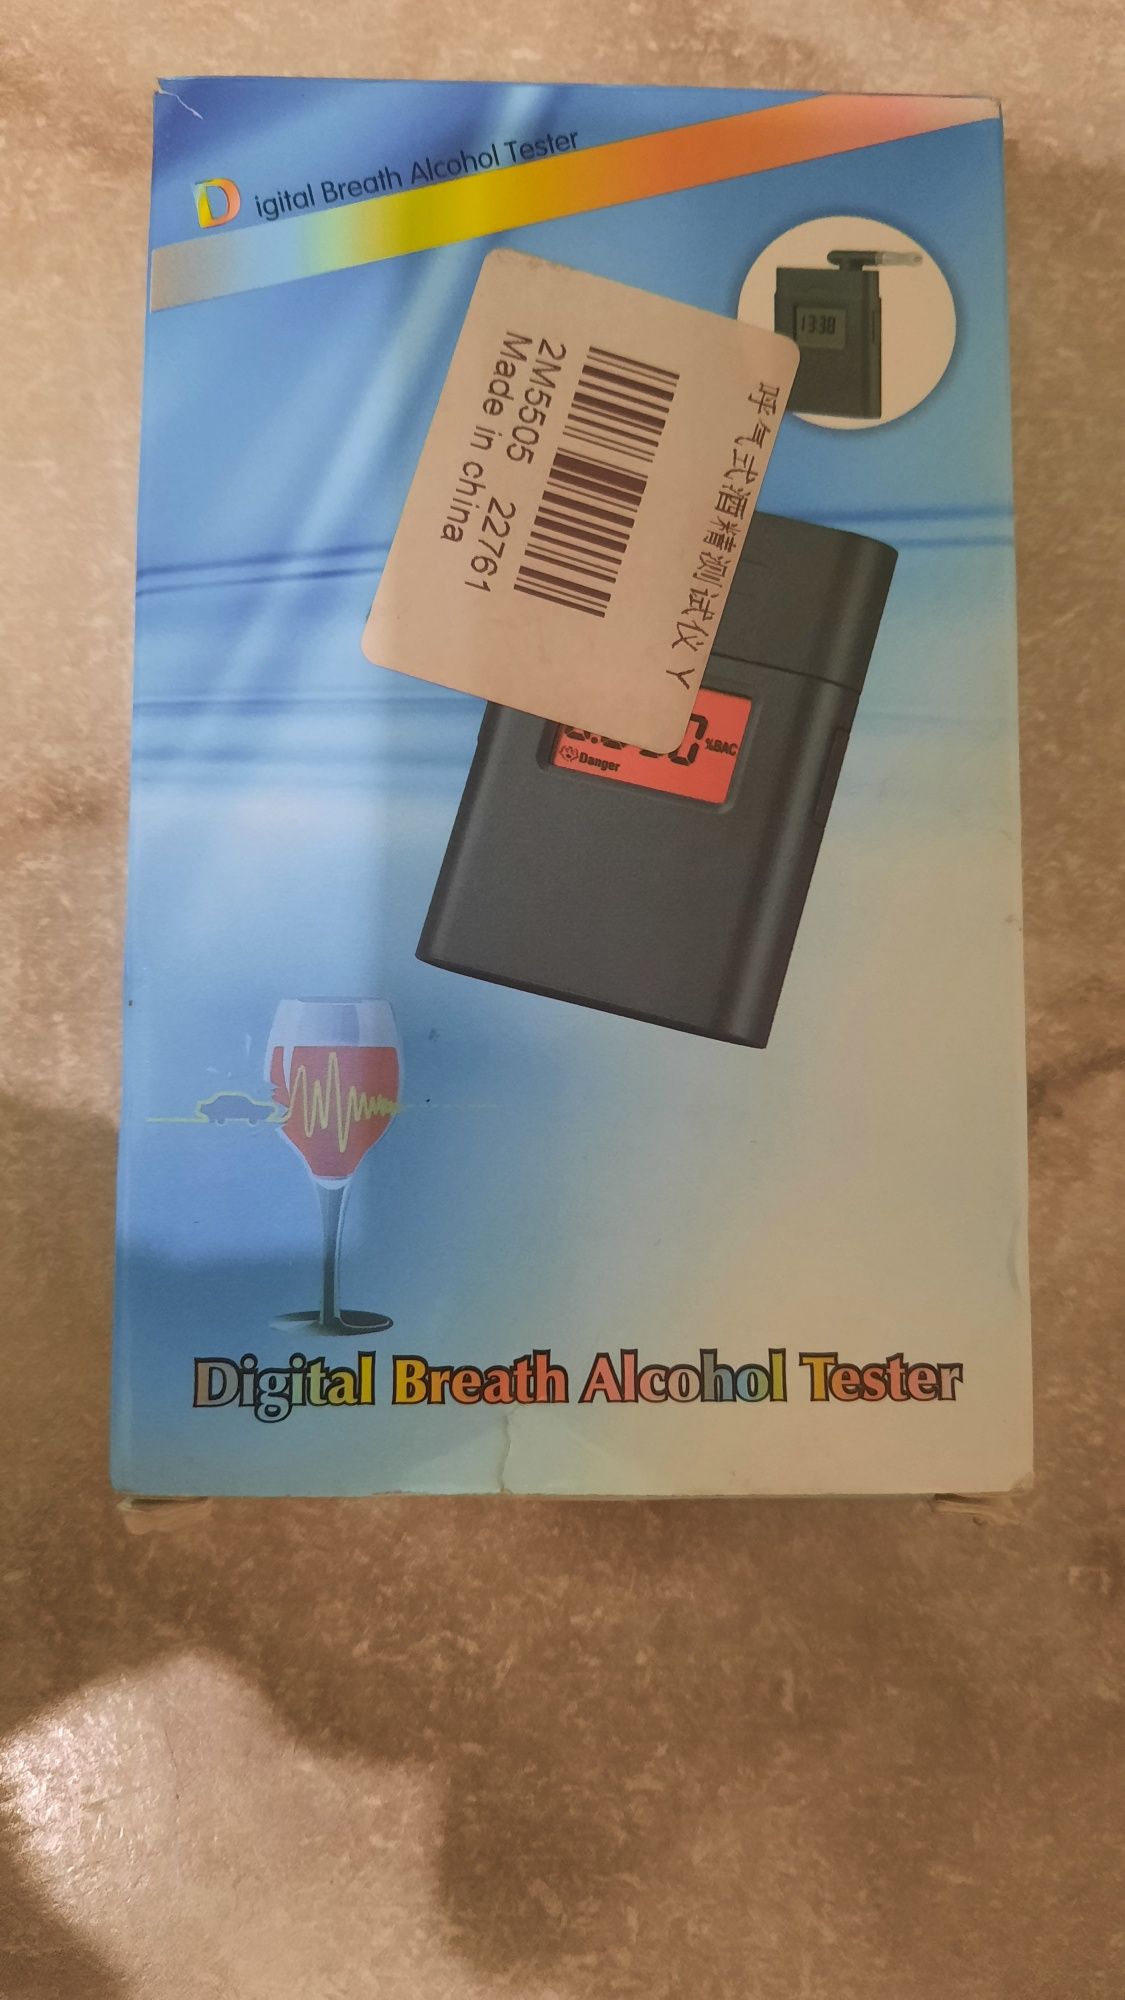 Digital Breath Alcohol Tester
1338
呼气式酒精测试仪 Y
2M5505 22761
Made in china
%BAC
Danger
Digital Breath Alcohol Tester